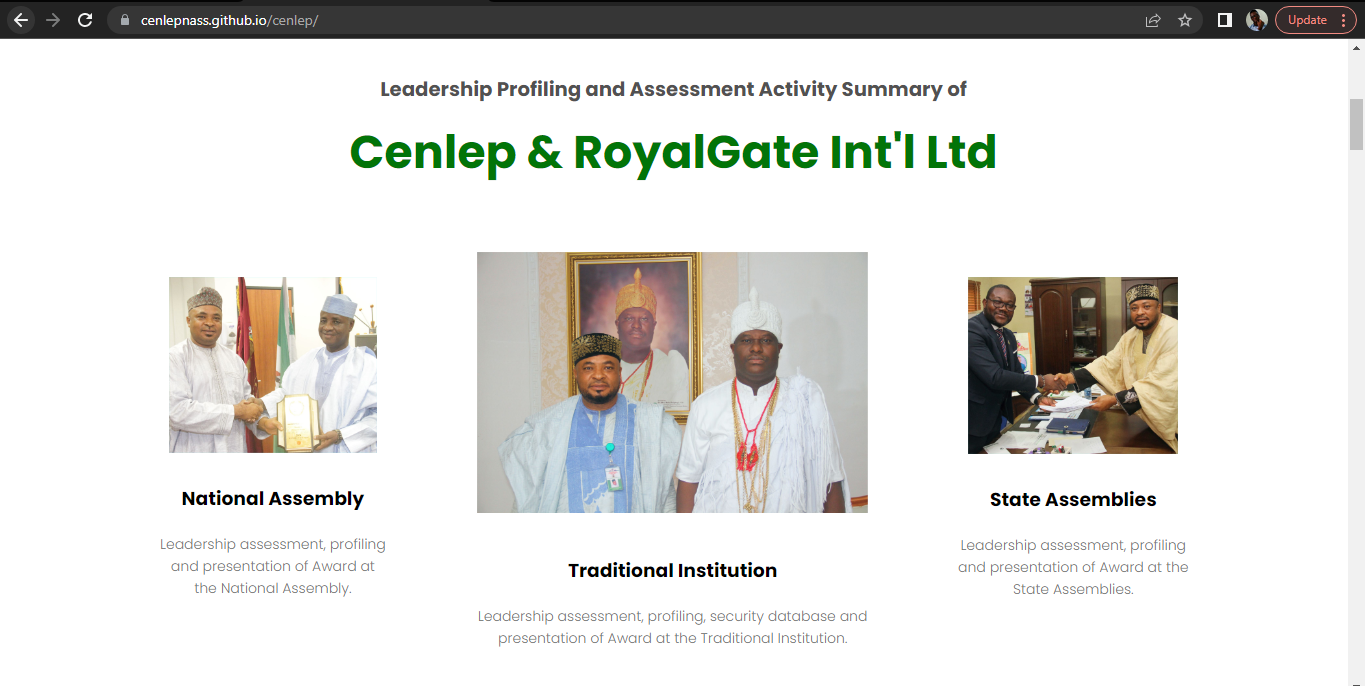 cenlepnass.github.io/cenlep/
Update
Leadership Profiling and Assessment Activity Summary of
Cenlep & RoyalGate Int'l Ltd
National Assembly
Leadership assessment, profiling
and presentation of Award at
the National Assembly.
Traditional Institution
Leadership assessment, profiling, security database and
presentation of Award at the Traditional Institution.
State Assemblies
Leadership assessment, profiling
and presentation of Award at the
State Assemblies.